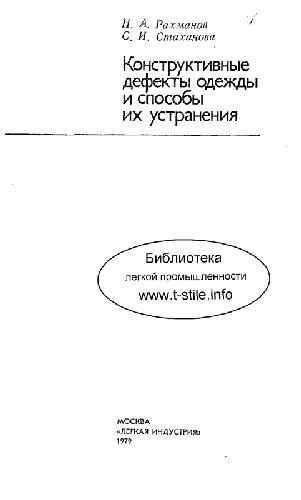 Н. А. Рахманов
С. И. Стаханова
Конструктивные
дефекты одежды
и способы
их устранения
Библиотека
легкой промышленности
www.t-stile.info
МОСКВА
«ЛЕГКАЯ ИНДУСТРИЯ»
1979